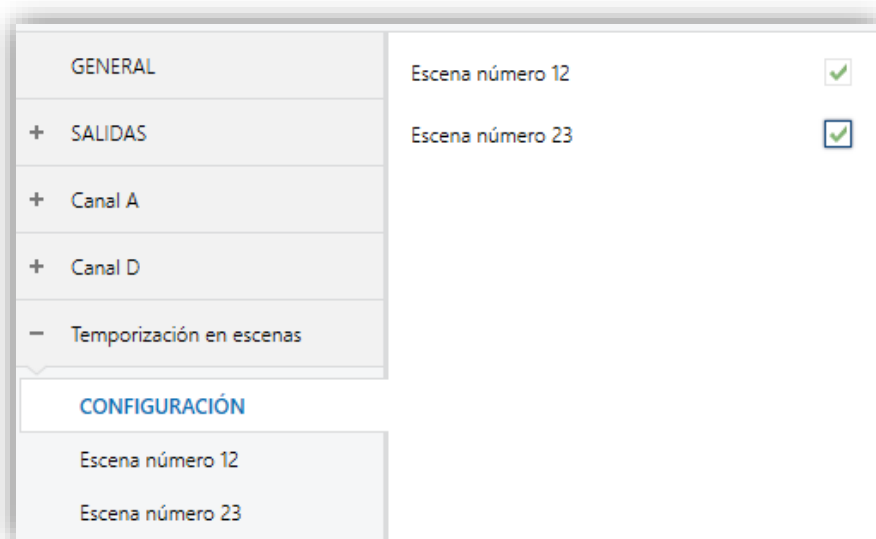 GENERAL
+ SALIDAS
+ Canal A
+ Canal D
− Temporización en escenas
CONFIGURACIÓN
Escena número 12
Escena número 23
Escena número 12
Escena número 23